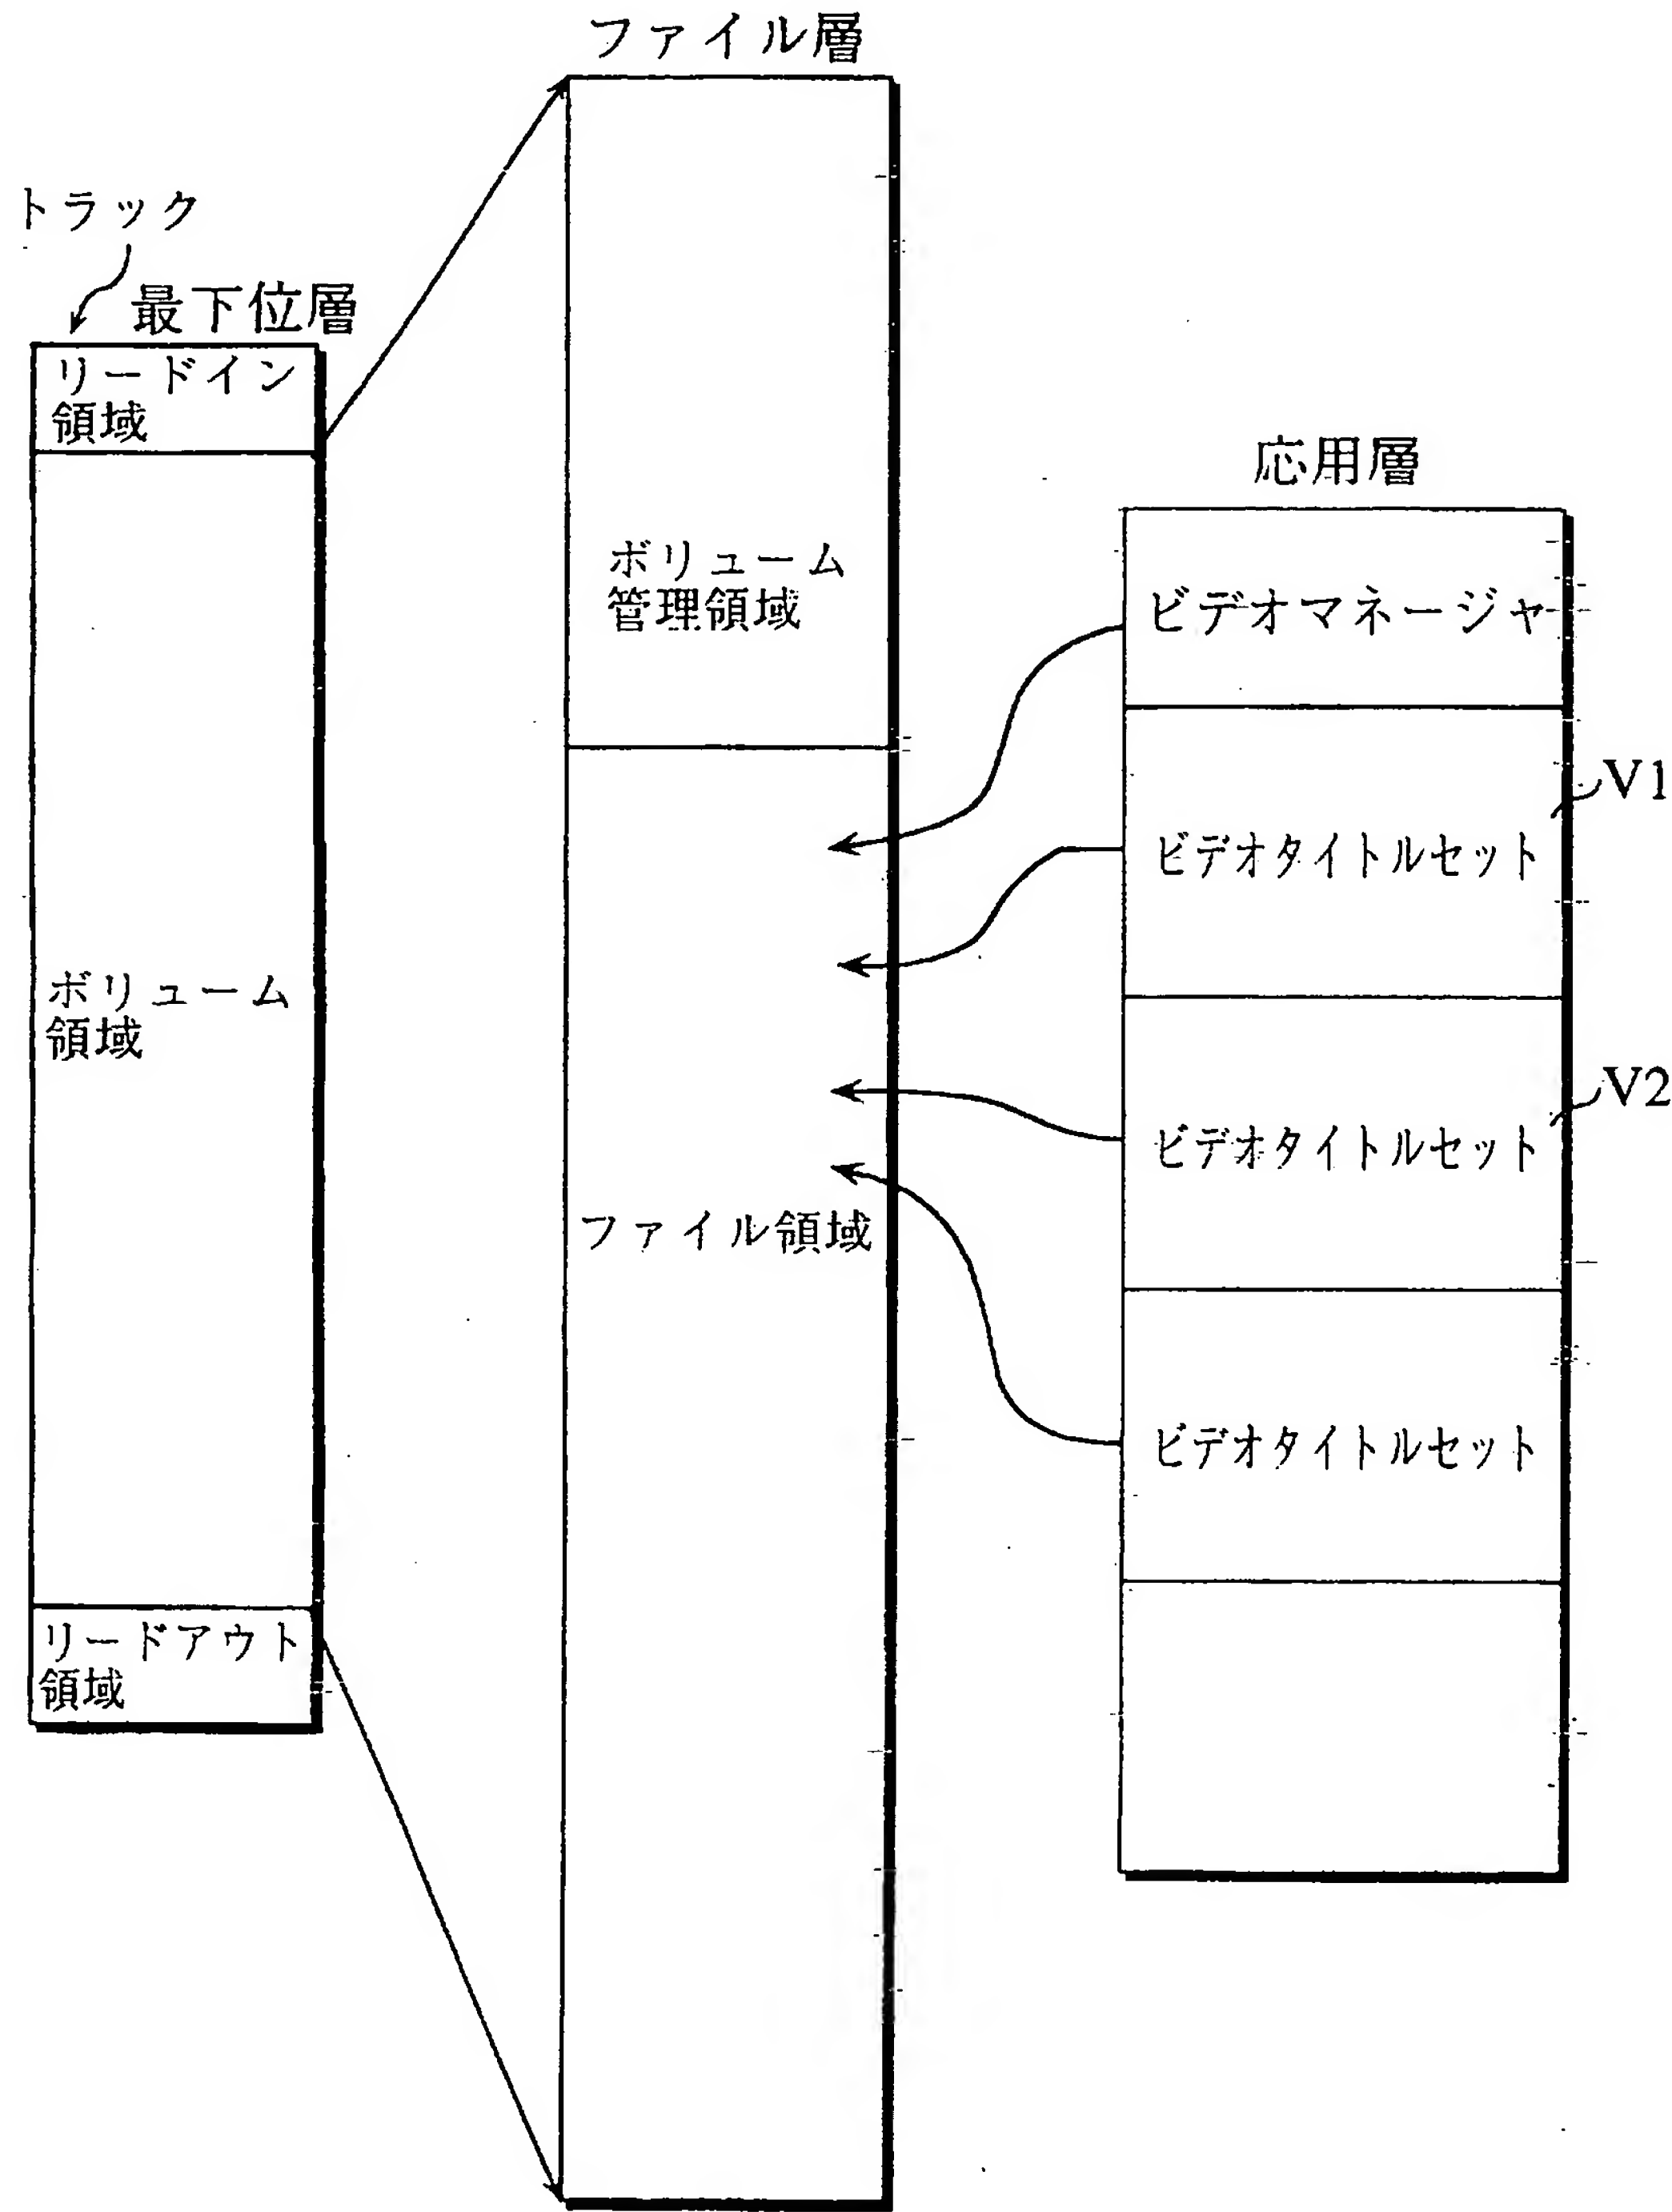 ファイル層
トラック
最下位層
リードイン
領域
ボリューム
領域
リードアウト
領域
ボリューム
管理領域
ファイル領域
応用層
ビデオマネージャ
ビデオタイトルセット
V1
ビデオタイトルセット
V2
ビデオタイトルセット